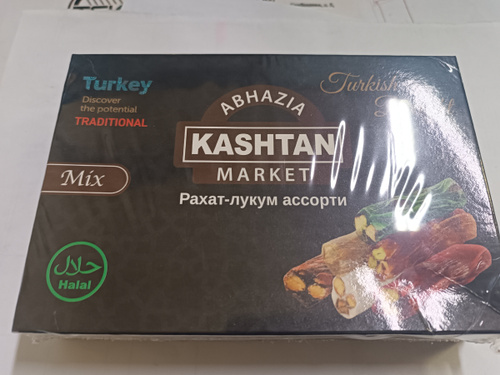 Turkey
Discover
the potential
TRADITIONAL
Turkish
ABHAZIA
KASHTAN
MARKET
Mix
Рахат-лукум ассорти
حلال
Halal